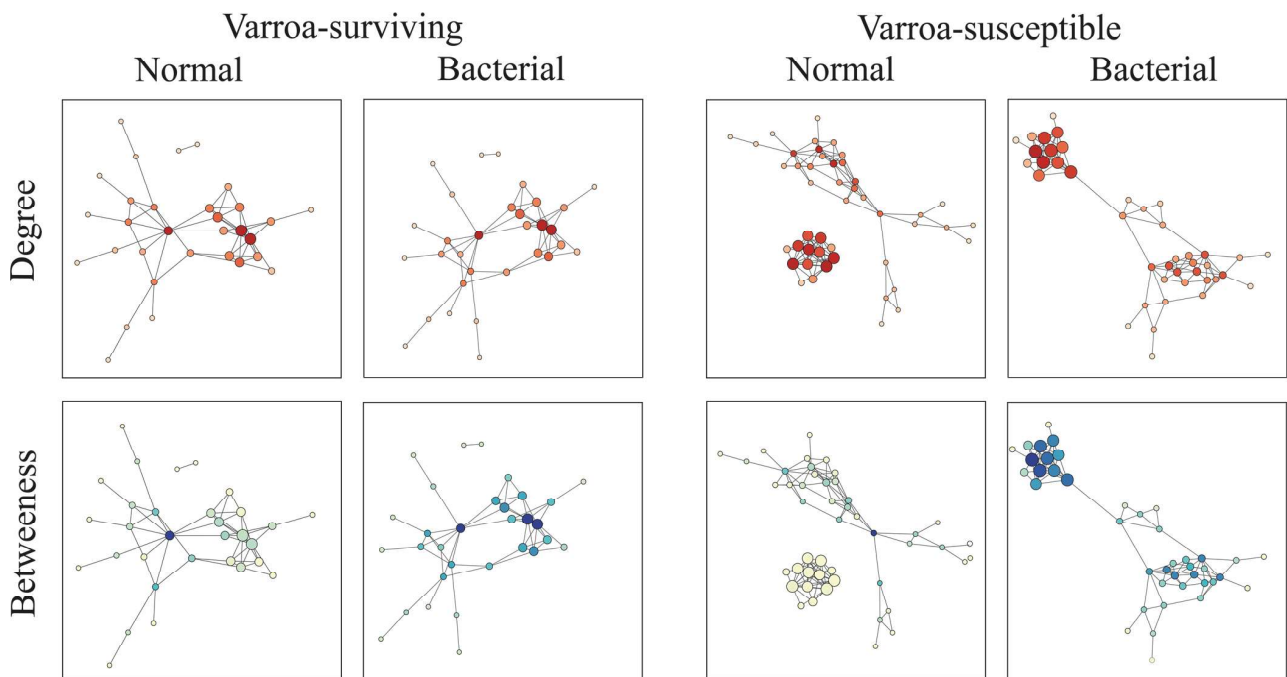 Varroa-surviving
Varroa-susceptible
Normal
Bacterial
Normal
Bacterial
Degree
Betweeness